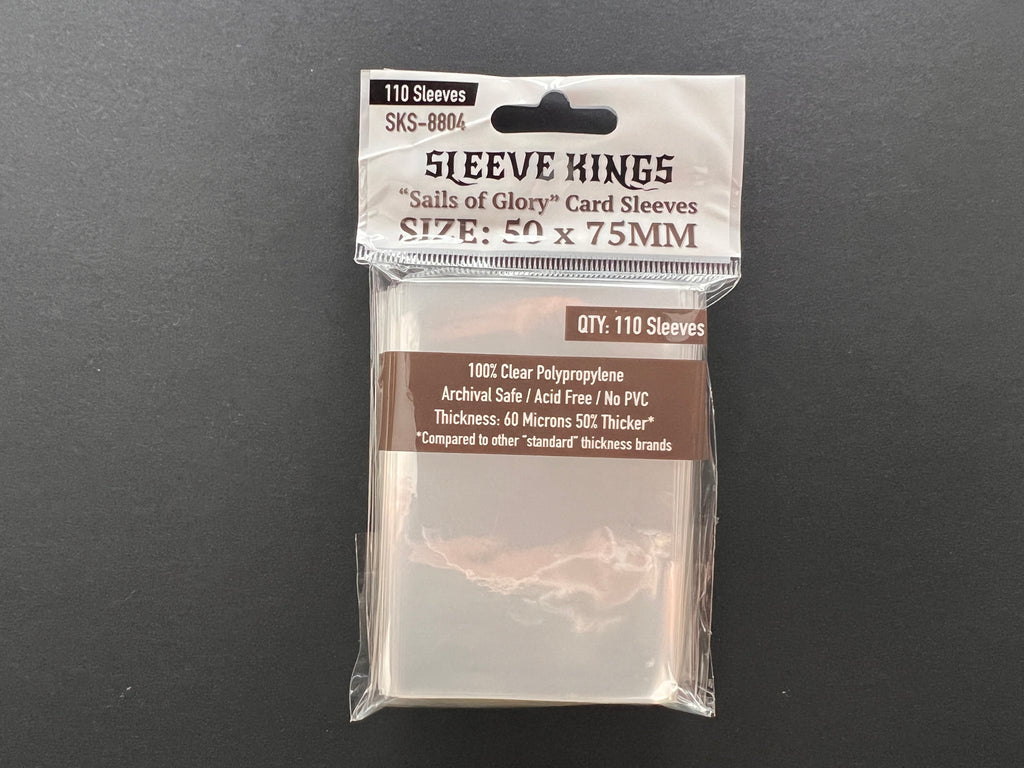 110 Sleeves
SKS-8804
SLEEVE KINGS
“Sails of Glory” Card Sleeves
SIZE: 50 x 75MM
QTY: 110 Sleeves
100% Clear Polypropylene
Archival Safe / Acid Free / No PVC
Thickness: 60 Microns 50% Thicker*
*Compared to other “standard” thickness brands